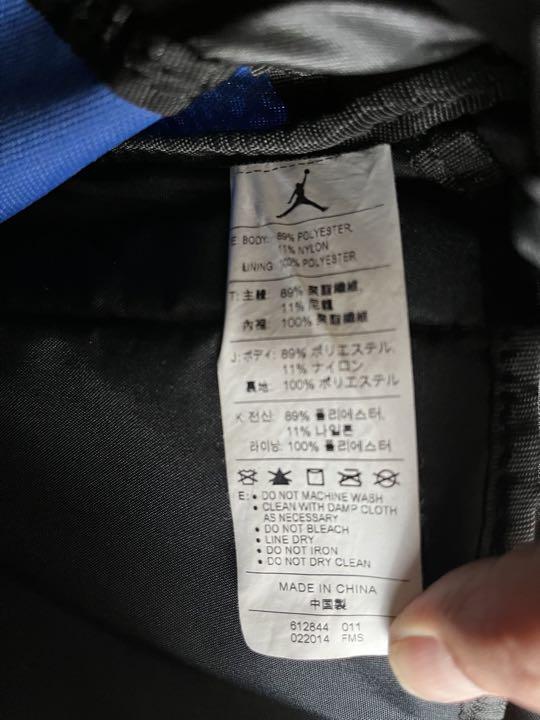 E: BODY: 89% POLYESTER,
11% NYLON
LINING: 100% POLYESTER
T: 主體: 89% 聚酯纖維,
11% 尼龍
內裡: 100% 聚酯纖維
J: ボディ: 89% ポリエステル,
11% ナイロン
裏地: 100% ポリエステル
K: 전신: 89% 폴리에스터,
11% 나일론
라이닝: 100% 폴리에스터
E: • DO NOT MACHINE WASH
• CLEAN WITH DAMP CLOTH
AS NECESSARY
• DO NOT BLEACH
• LINE DRY
• DO NOT IRON
• DO NOT DRY CLEAN
MADE IN CHINA
中国製
612844 011
022014 FMS